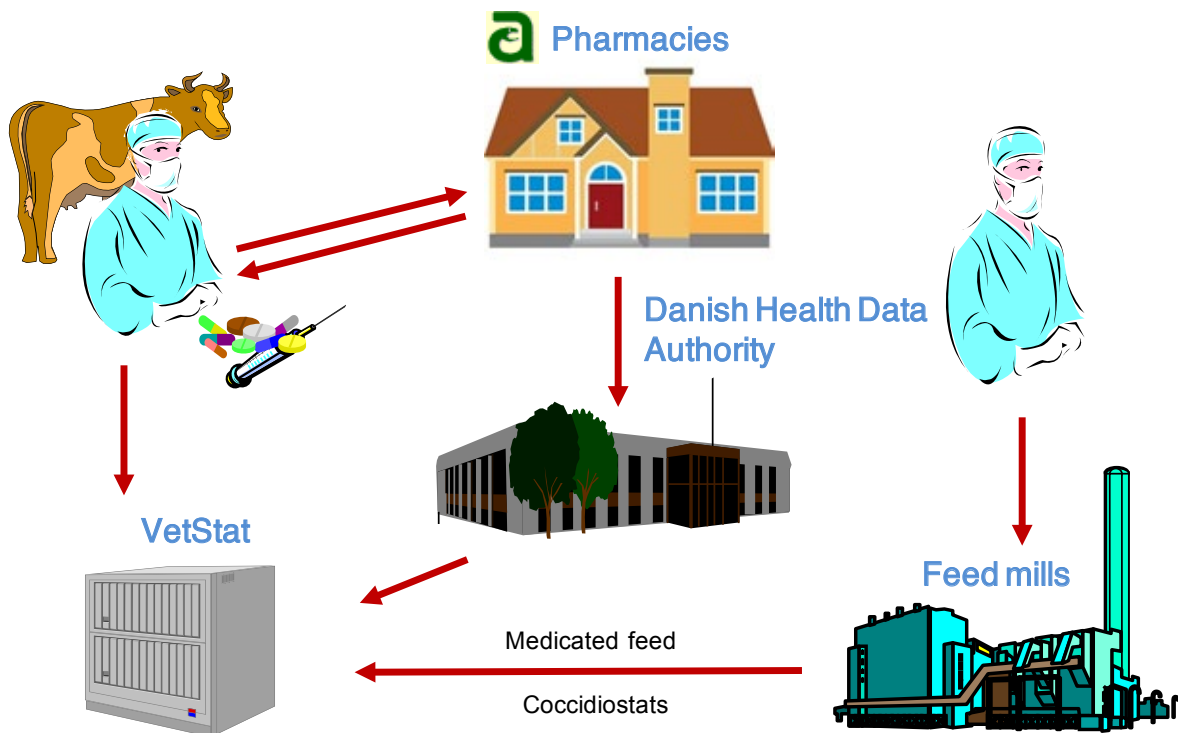 a Pharmacies
Danish Health Data
Authority
VetStat
Feed mills
Medicated feed
Coccidiostats